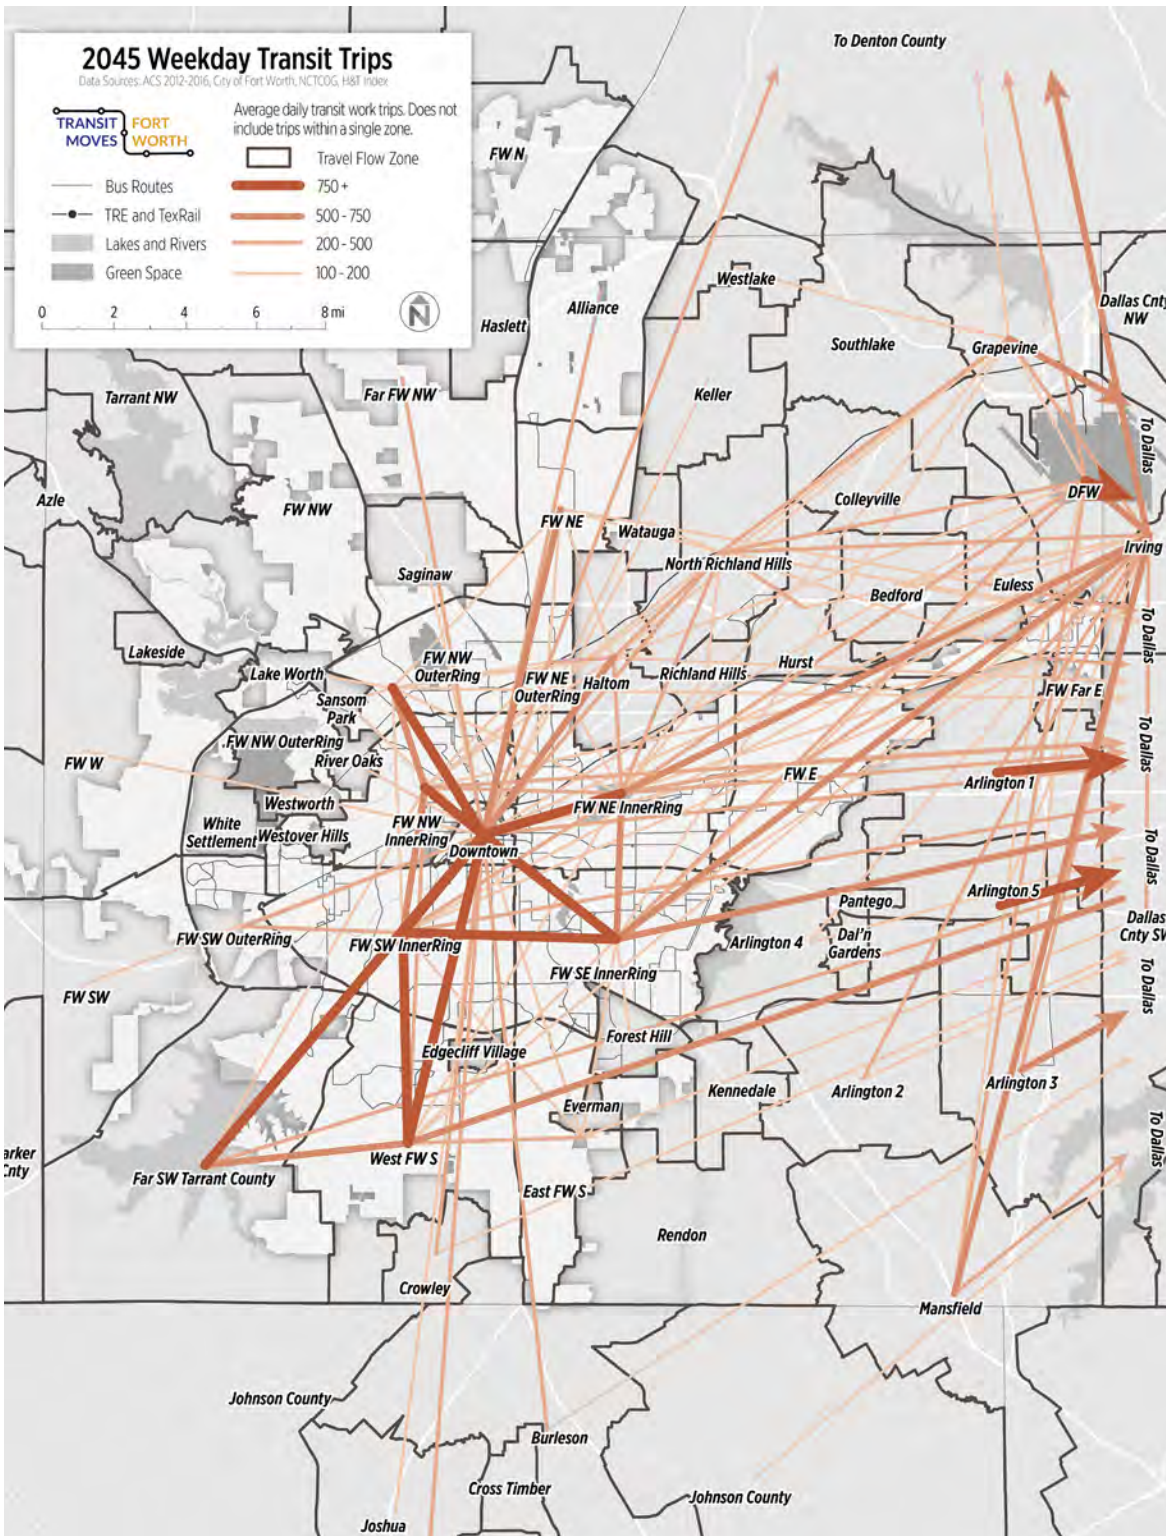 2045 Weekday Transit Trips
Data Sources: ACS 2012-2016, City of Fort Worth, NCTCOG, H&T Index
TRANSIT FORT
MOVES WORTH
Average daily transit work trips. Does not
include trips within a single zone.
Travel Flow Zone
Bus Routes
750 +
TRE and TexRail
500 - 750
Lakes and Rivers
200 - 500
Green Space
100 - 200
0 2 4 6 8 mi
N
To Denton County
FW N
Westlake
Alliance
Haslett
Dallas Cnty
NW
Southlake
Grapevine
Tarrant NW
Far FW NW
Keller
To Dallas
Azle
FW NW
Colleyville
DFW
FW NE
Watauga
Irving
North Richland Hills
Saginaw
Bedford
Euless
To Dallas
Lakeside
Lake Worth
FW NW
OuterRing
FW NE
OuterRing
Haltom
Richland Hills
Hurst
FW Far E
Sansom
Park
FW NW OuterRing
River Oaks
To Dallas
FW W
FW E
Arlington 1
Westworth
FW NE InnerRing
White
Settlement
Westover Hills
FW NW
InnerRing
Downtown
To Dallas
Arlington 5
Pantego
Dallas
Cnty SW
FW SW OuterRing
FW SW InnerRing
Arlington 4
Dal'n
Gardens
FW SE InnerRing
To Dallas
FW SW
Forest Hill
Edgecliff Village
Everman
Kennedale
Arlington 2
Arlington 3
To Dallas
arker
Cnty
Far SW Tarrant County
West FW S
East FW S
Rendon
Crowley
Mansfield
Johnson County
Burleson
Cross Timber
Johnson County
Joshua